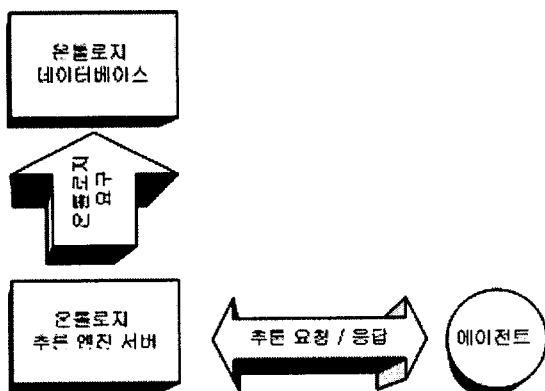 온톨로지
데이터베이스
온톨로지
요구
온톨로지
추론 엔진 서버
추론 요청 / 응답
에이전트